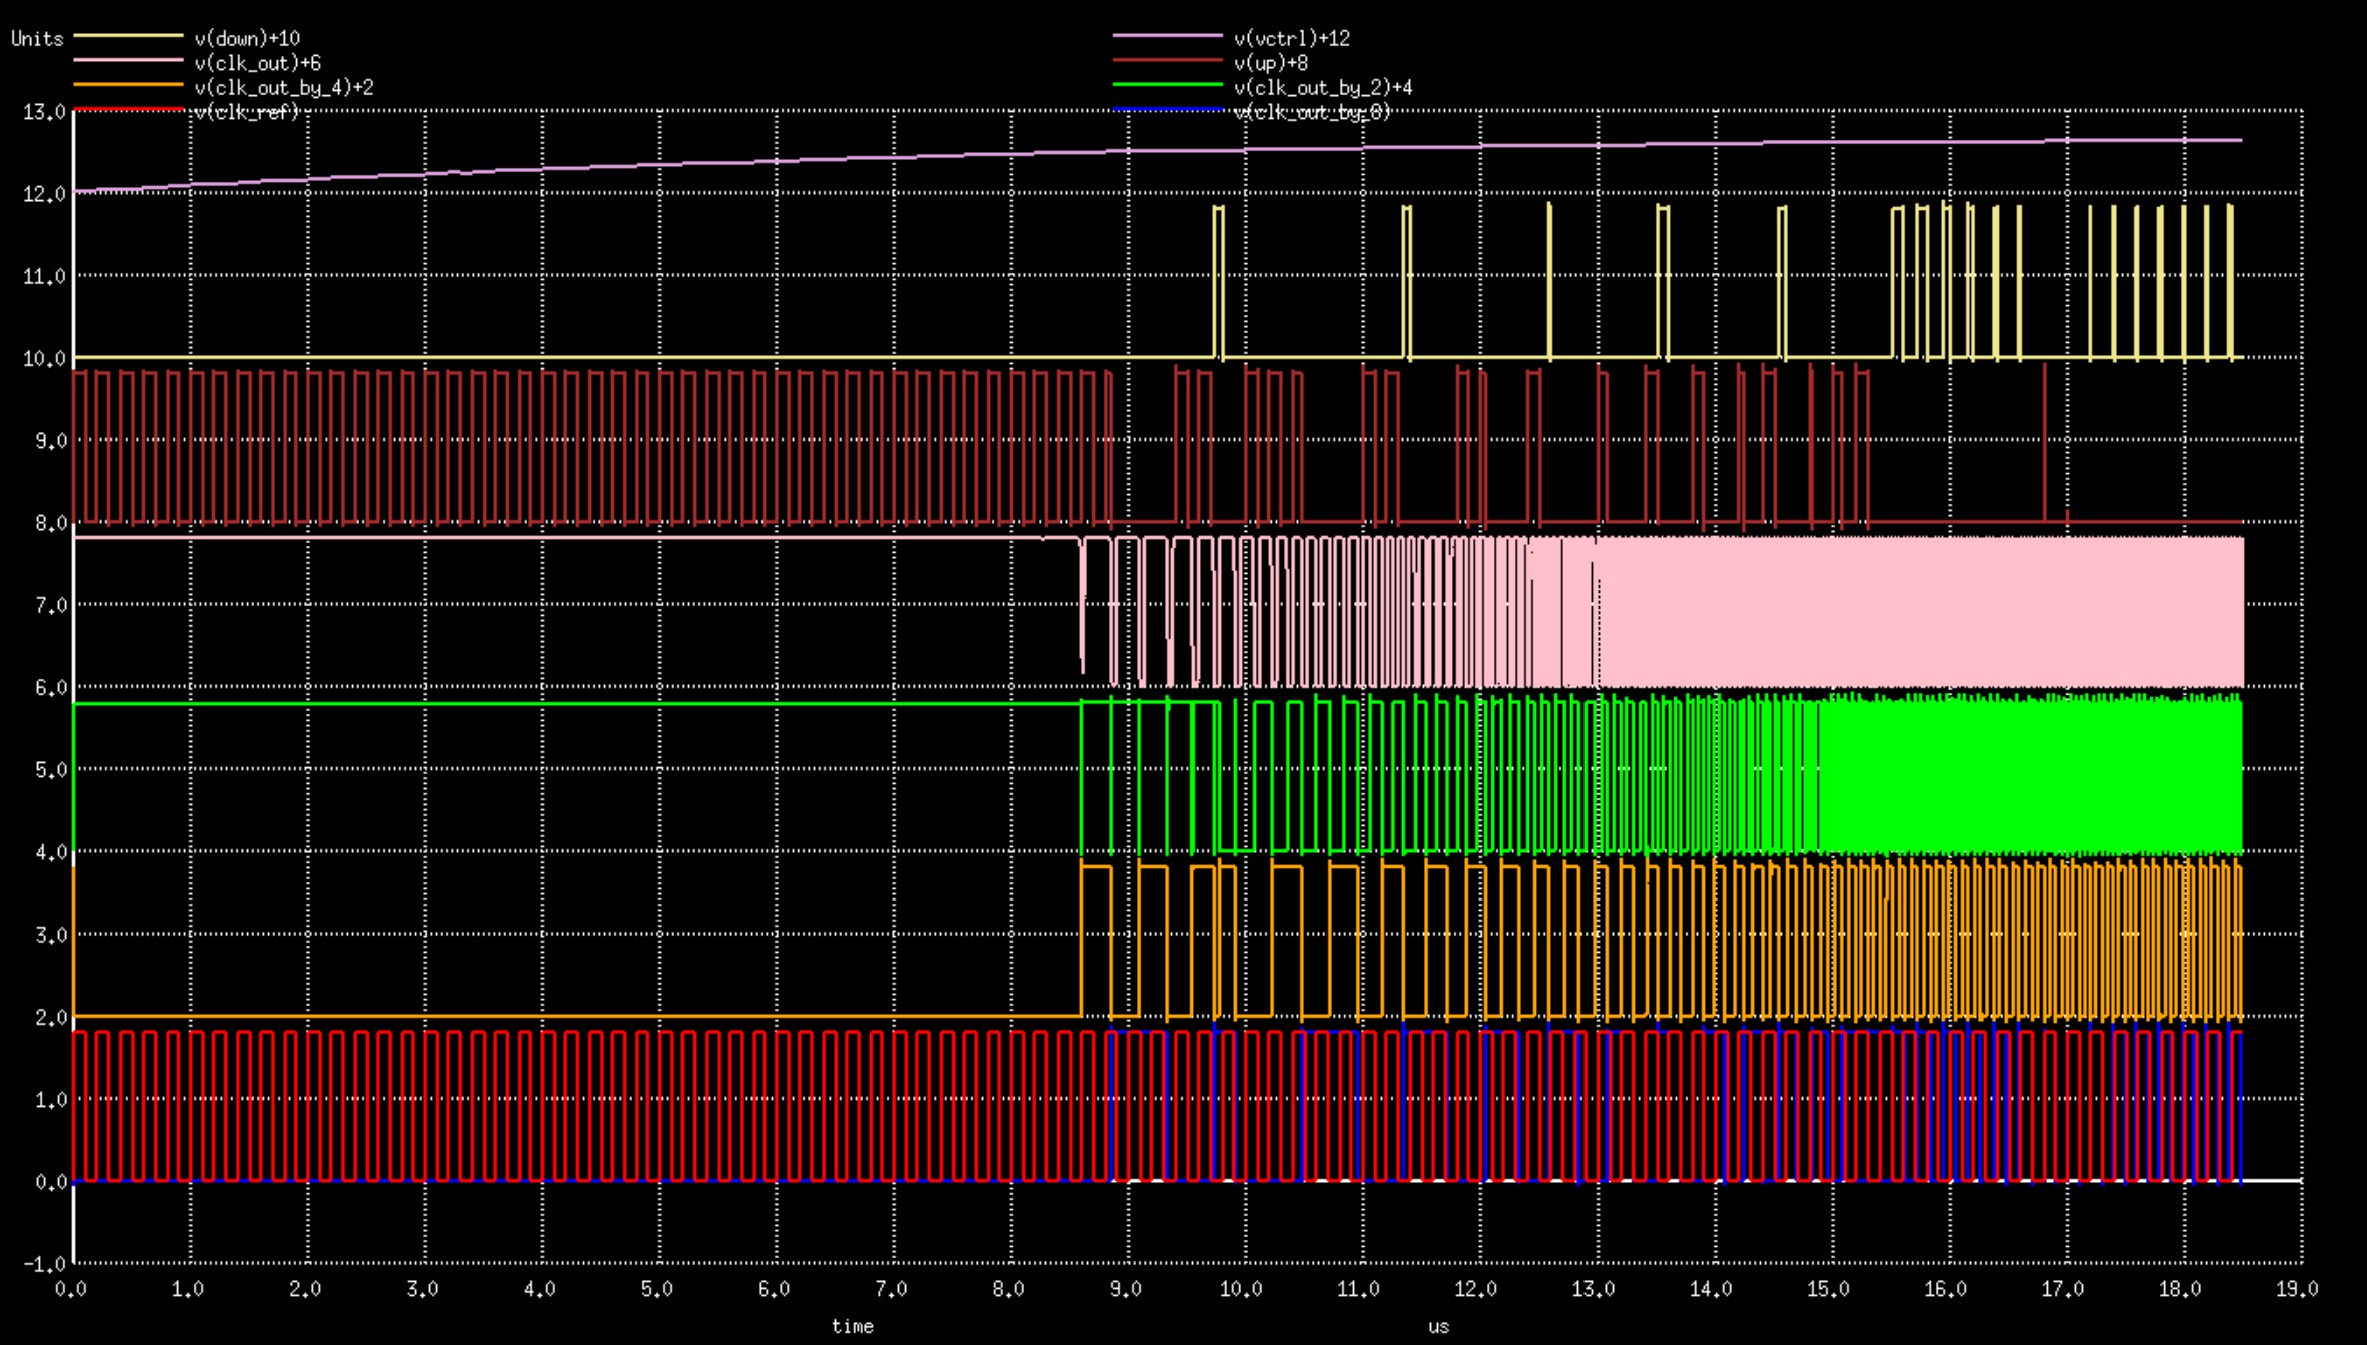 Units v(down)+10 v(vctrl)+12
v(clk_out)+6 v(up)+8
v(clk_out_by_4)+2 v(clk_out_by_2)+4
v(clk_ref) v(clk_out_by_8)
13.0
12.0
11.0
10.0
9.0
8.0
7.0
6.0
5.0
4.0
3.0
2.0
1.0
0.0
-1.0
0.0 1.0 2.0 3.0 4.0 5.0 6.0 7.0 8.0 9.0 10.0 11.0 12.0 13.0 14.0 15.0 16.0 17.0 18.0 19.0
time us